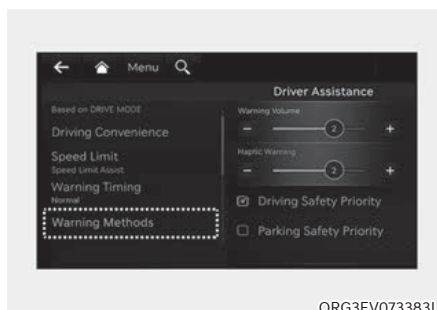 Menu
Driver Assistance
Based on DRIVE MODE
Driving Convenience
Speed Limit
Speed Limit Assist
Warning Timing
Normal
Warning Methods
Warning Volume
- 2 +
Haptic Warning
- 2 +
Driving Safety Priority
Parking Safety Priority
ORG3EV073383L